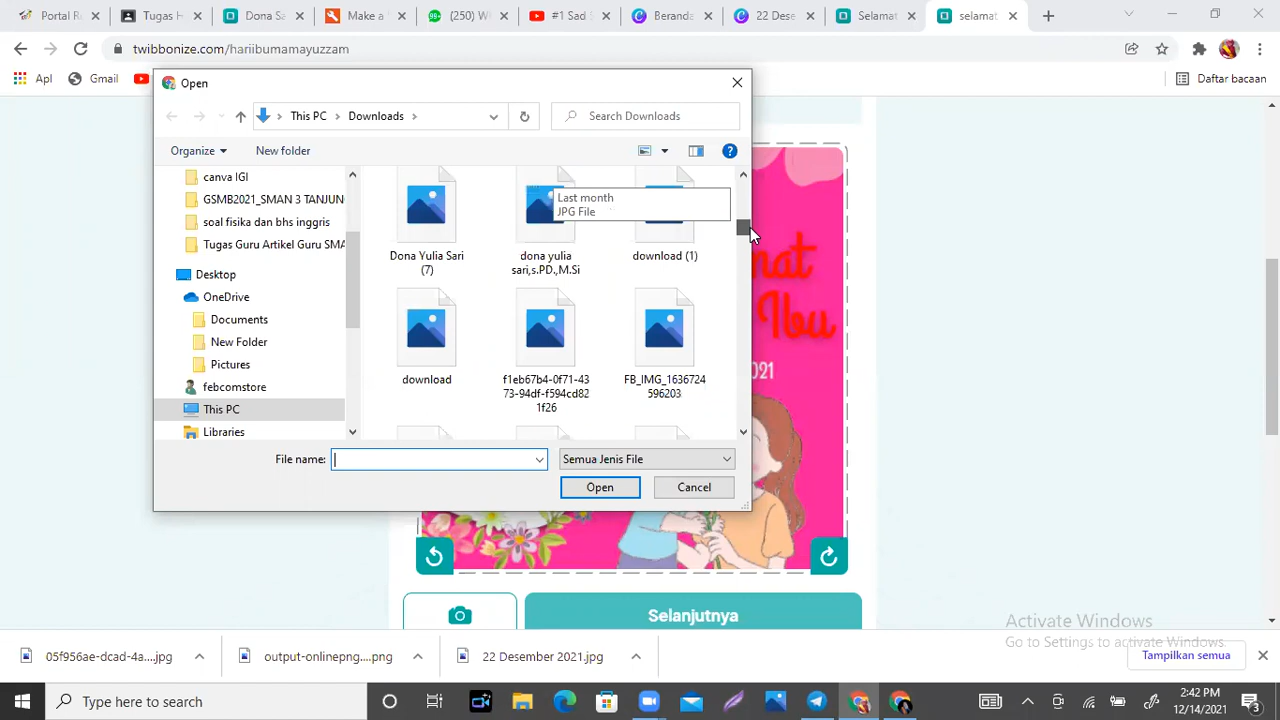 Portal R
Tugas H
Dona Sa
Make a
(250) W
#1 Sad
Beranda
22 Dese
Selamat
selamat
twibbonize.com/hariibumamayuzzam
Apl
Gmail
Daftar bacaan
Open
This PC
Downloads
Search Downloads
Organize
New folder
canva IGI
GSMB2021_SMAN 3 TANJUN
soal fisika dan bhs inggris
Tugas Guru Artikel Guru SMA
Desktop
OneDrive
Documents
New Folder
Pictures
febcomstore
This PC
Libraries
Last month
JPG File
Dona Yulia Sari
(7)
dona yulia
sari,s.PD.,M.Si
download (1)
download
f1eb67b4-0f71-43
73-94df-f594cd82
1f26
FB_IMG_1636724
596203
File name:
Semua Jenis File
Open
Cancel
mat
Ibu
2021
Selanjutnya
Activate Windows
Go to Settings to activate Windows.
05f956ae-dcad-4a....jpg
output-onlinepng....png
22 Desember 2021.jpg
Tampilkan semua
Type here to search
2:42 PM
12/14/2021
3